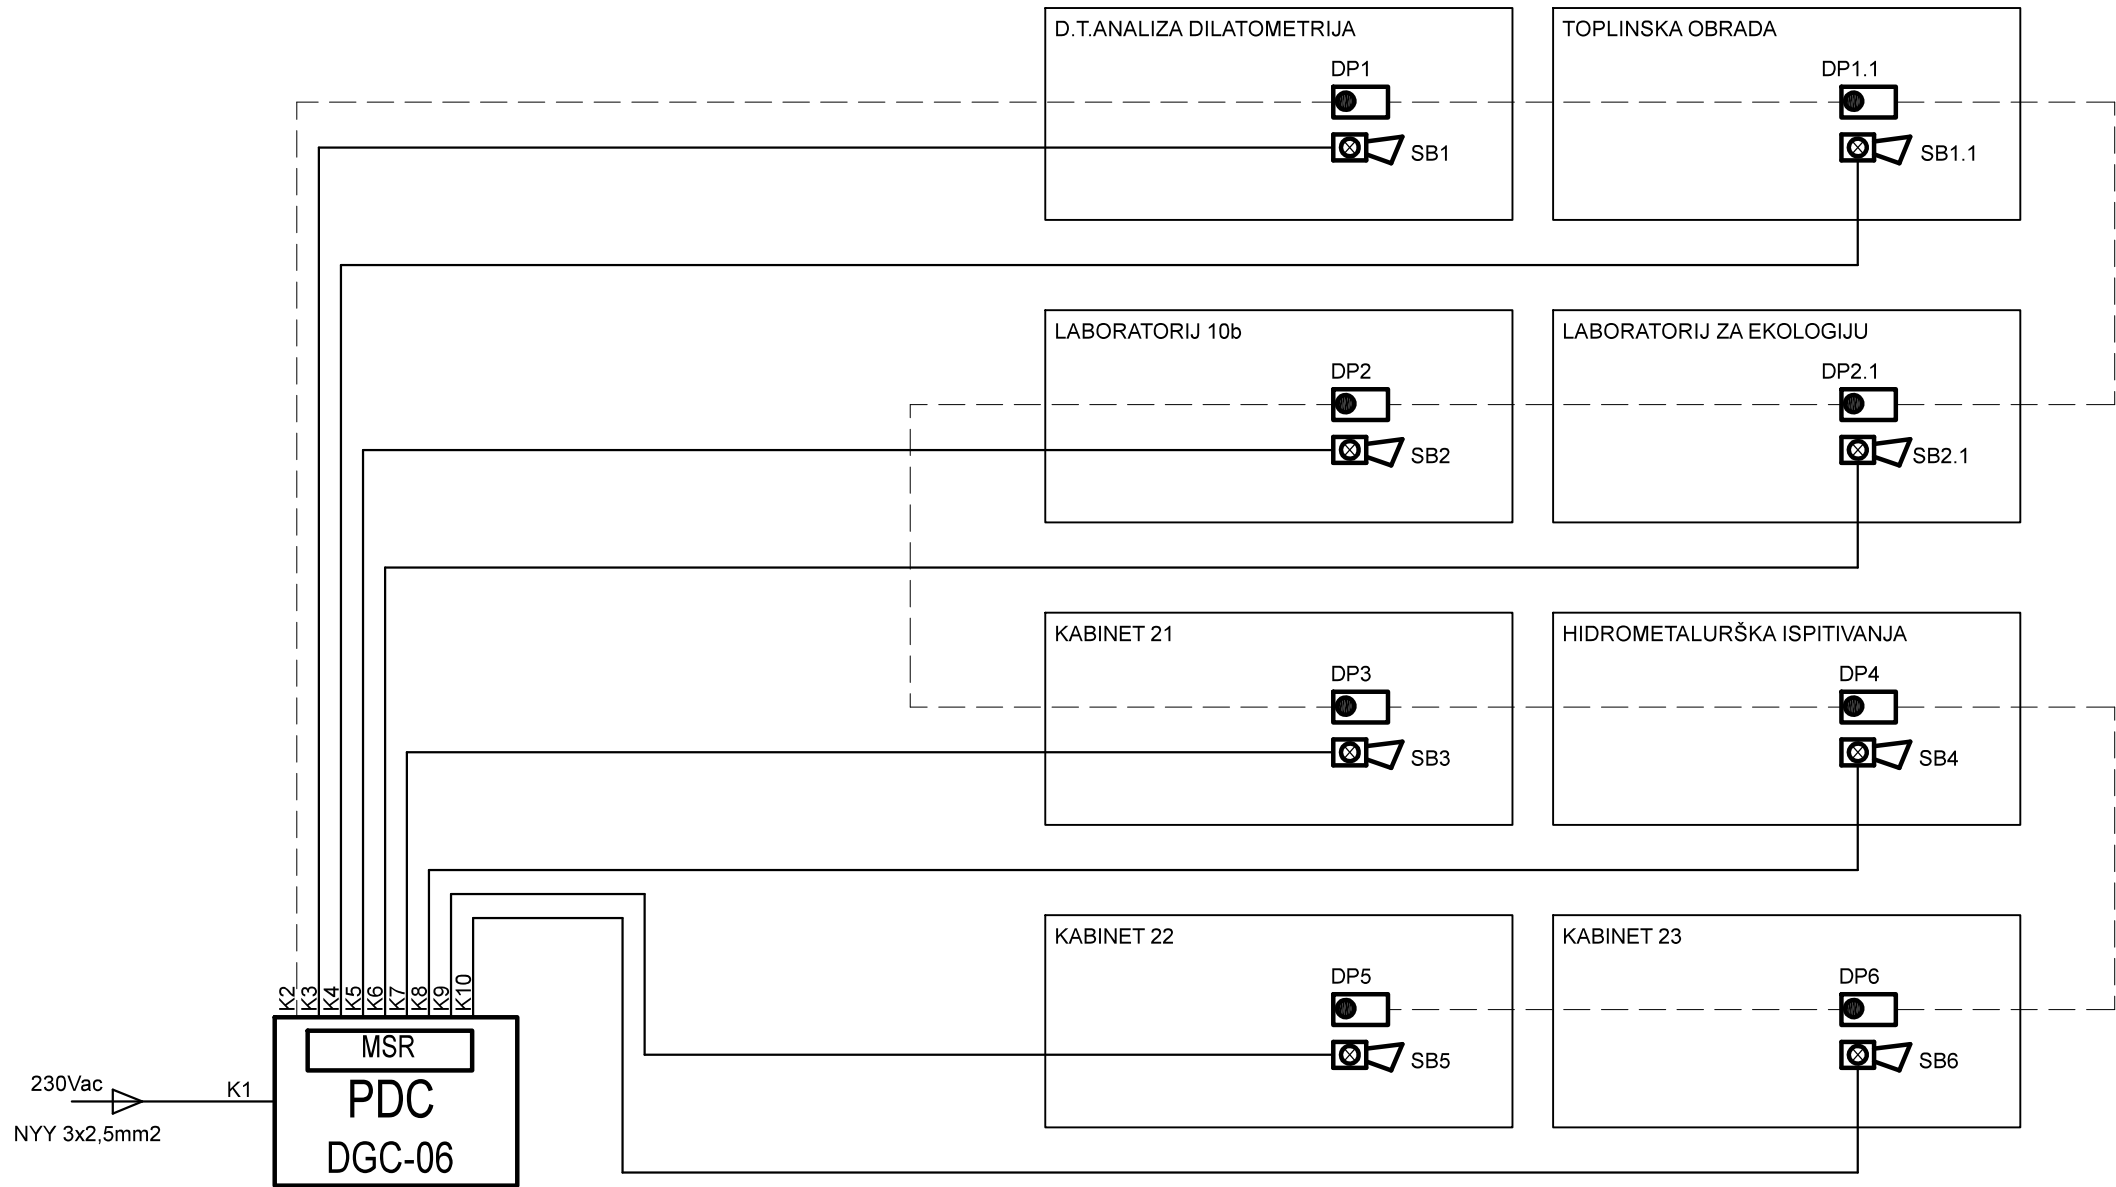 D.T.ANALIZA DILATOMETRIJA
DP1
SB1
TOPLINSKA OBRADA
DP1.1
SB1.1
LABORATORIJ 10b
DP2
SB2
LABORATORIJ ZA EKOLOGIJU
DP2.1
SB2.1
KABINET 21
DP3
SB3
HIDROMETALURŠKA ISPITIVANJA
DP4
SB4
KABINET 22
DP5
SB5
KABINET 23
DP6
SB6
K2
K3
K4
K5
K6
K7
K8
K9
K10
MSR
PDC
DGC-06
230Vac
K1
NYY 3x2,5mm2